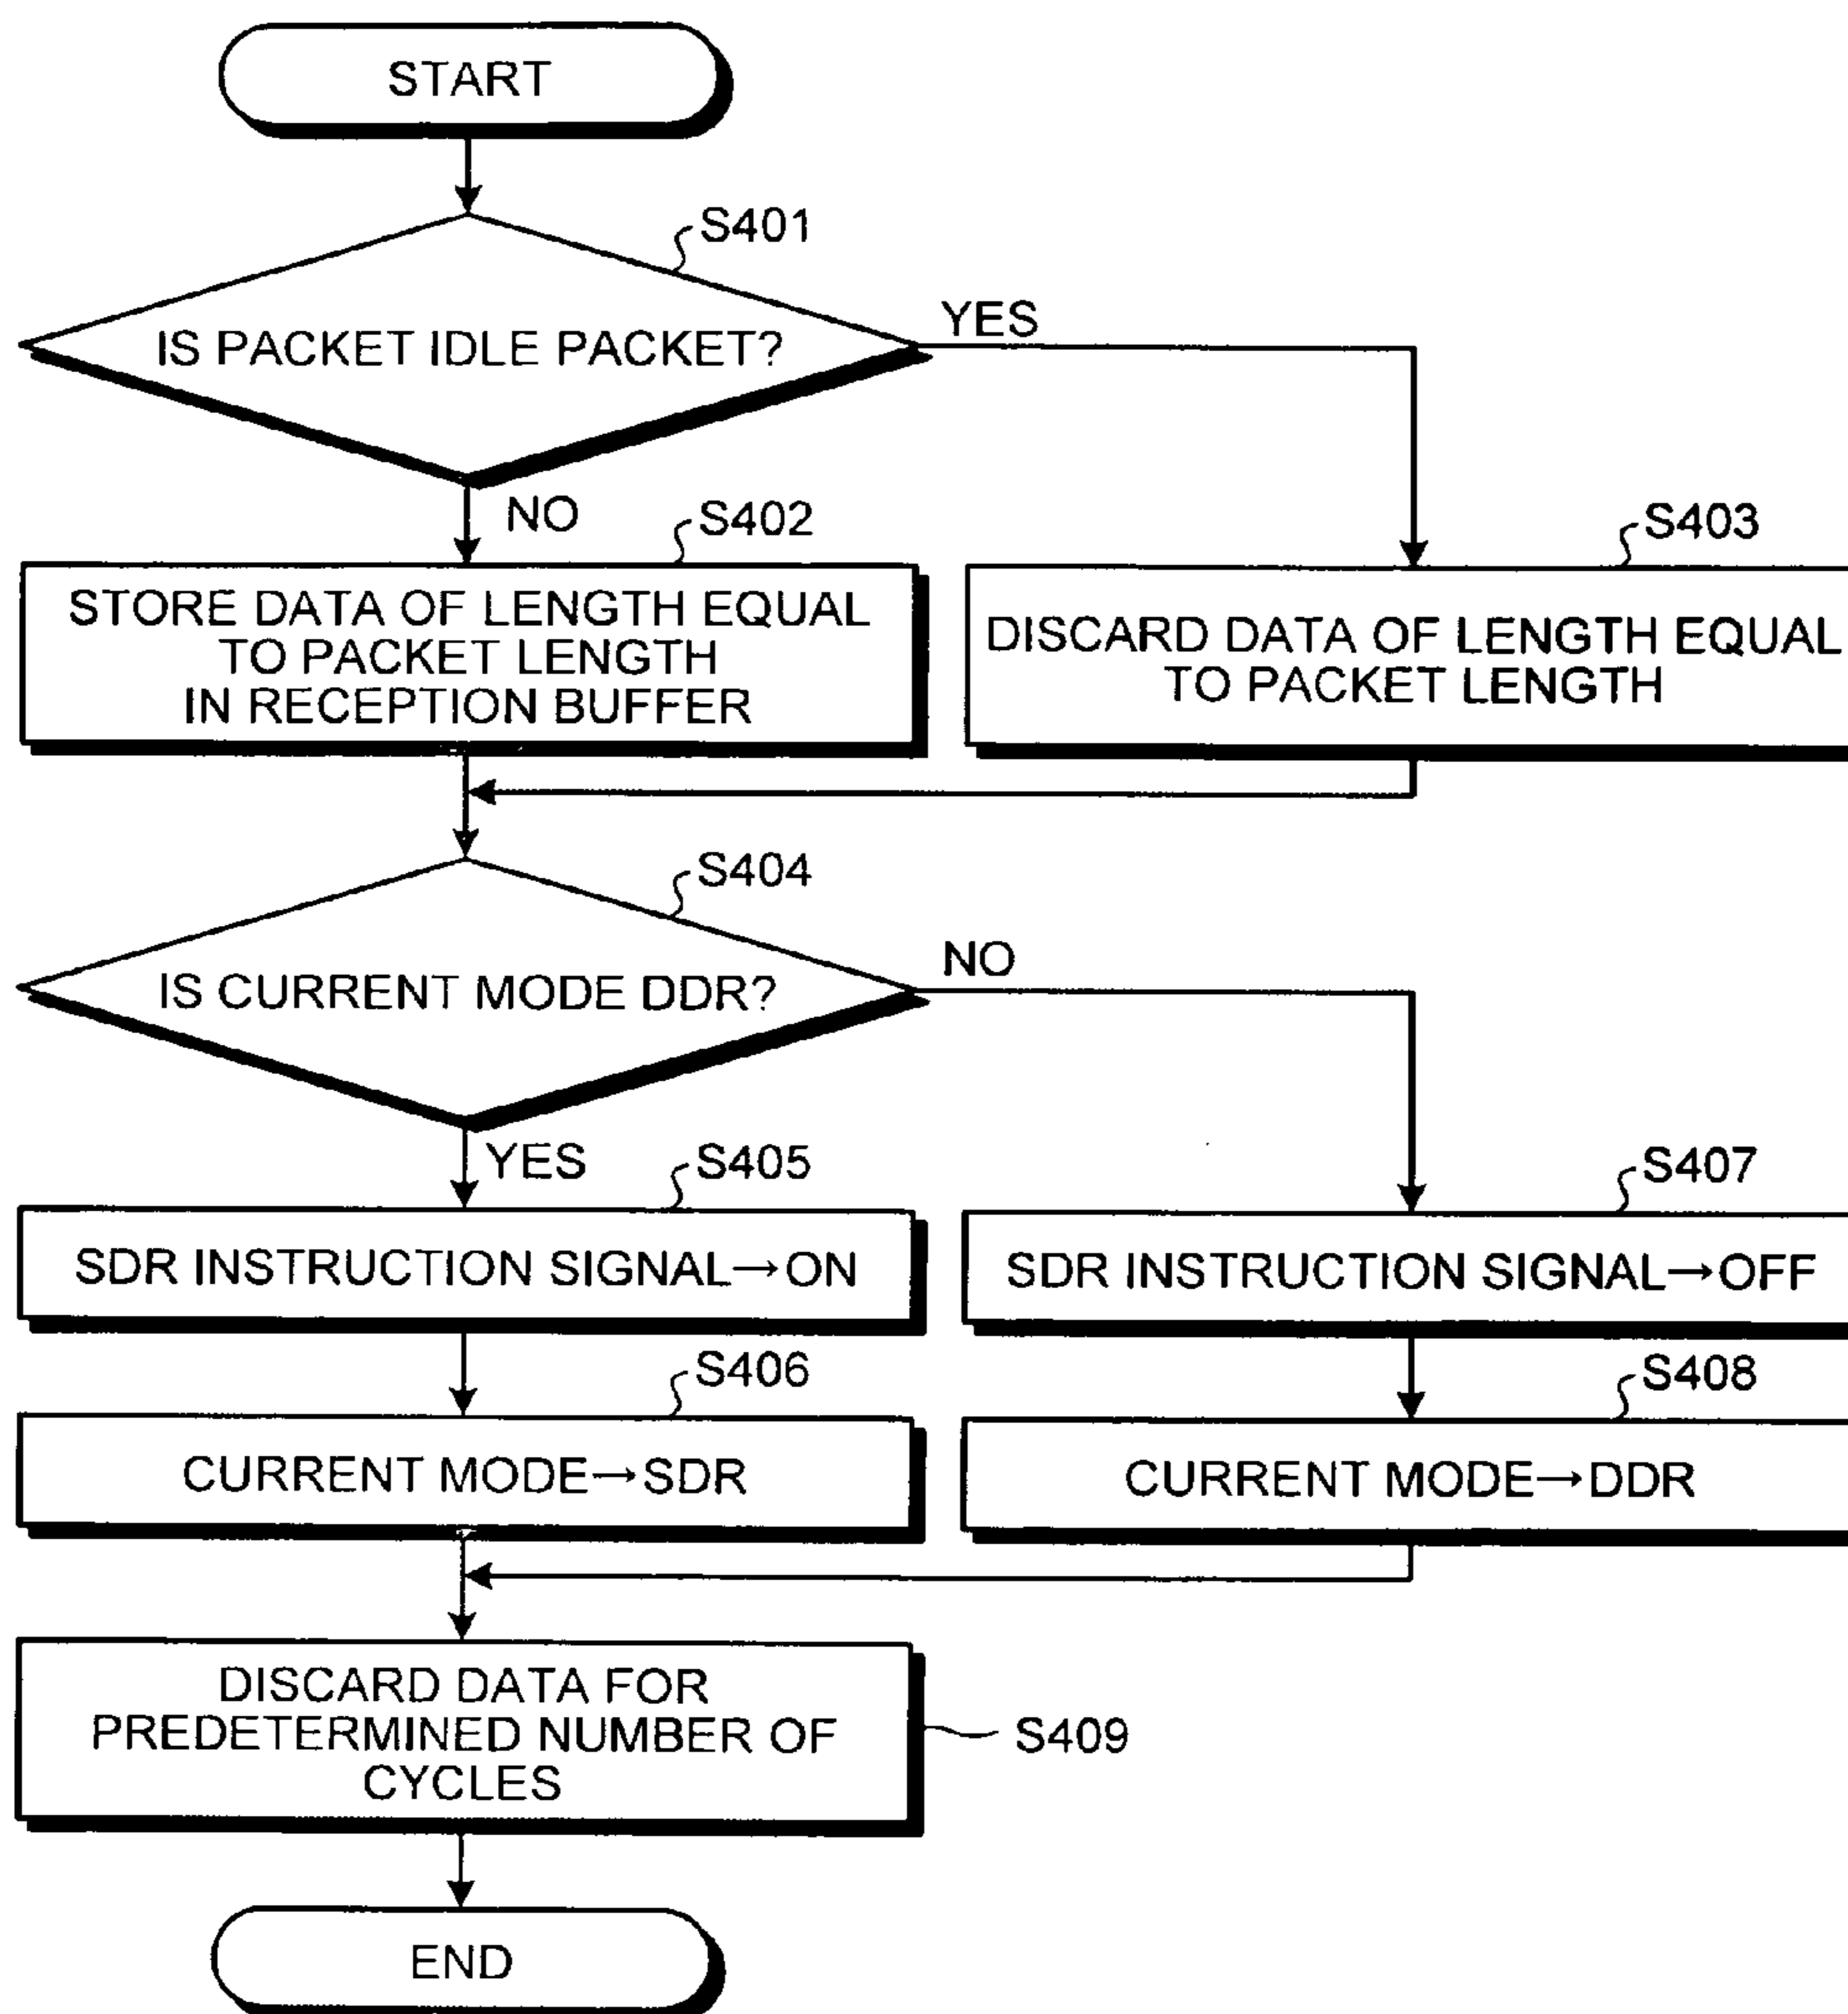 START
S401
IS PACKET IDLE PACKET?
YES
NO
S402
STORE DATA OF LENGTH EQUAL
TO PACKET LENGTH
IN RECEPTION BUFFER
S403
DISCARD DATA OF LENGTH EQUAL
TO PACKET LENGTH
S404
IS CURRENT MODE DDR?
NO
YES
S405
SDR INSTRUCTION SIGNAL→ON
S407
SDR INSTRUCTION SIGNAL→OFF
S406
CURRENT MODE→SDR
S408
CURRENT MODE→DDR
DISCARD DATA FOR
PREDETERMINED NUMBER OF
CYCLES
S409
END